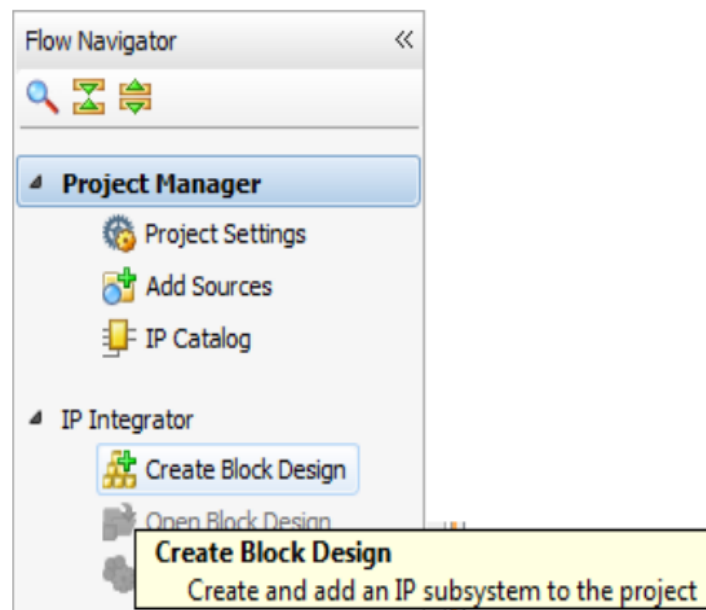 Flow Navigator
Project Manager
Project Settings
Add Sources
IP Catalog
IP Integrator
Create Block Design
Open Block Design
Create Block Design
Create and add an IP subsystem to the project